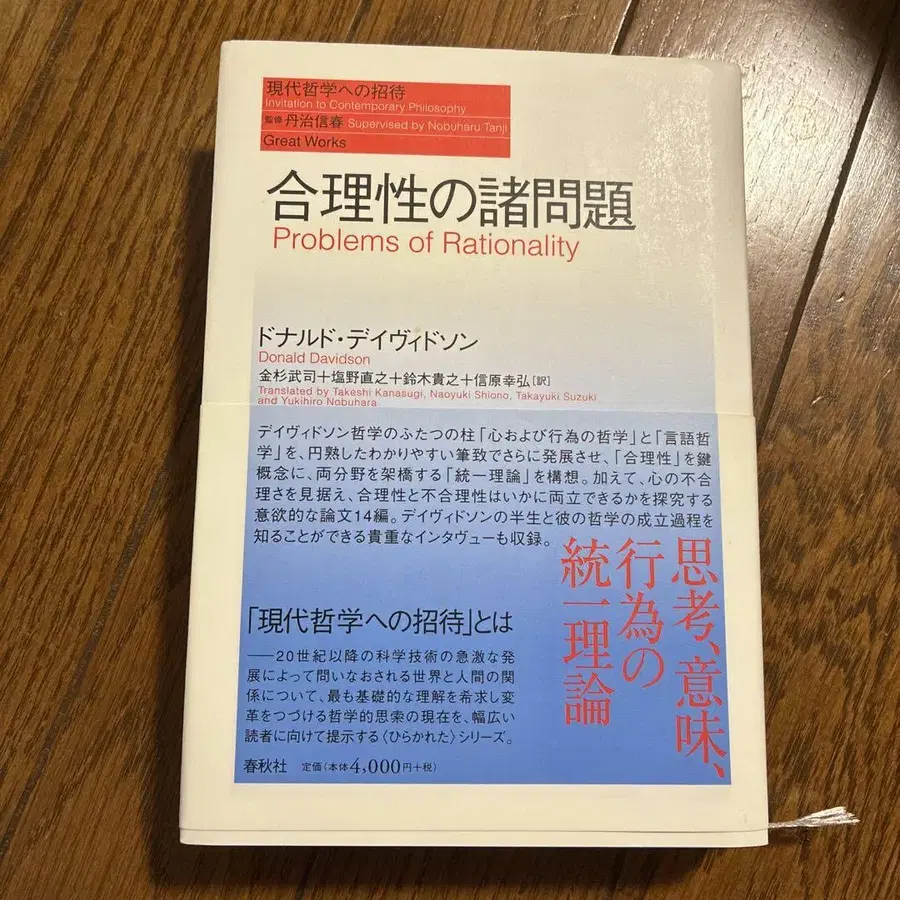 現代哲学への招待
Invitation to Contemporary Philosophy
監修 丹治信春 Supervised by Nobuharu Tanji
Great Works
合理性の諸問題
Problems of Rationality
ドナルド・デイヴィドソン
Donald Davidson
金杉武司+塩野直之+鈴木貴之+信原幸弘[訳]
Translated by Takeshi Kanasugi, Naoyuki Shiono, Takayuki Suzuki
and Yukihiro Nobuhara
デイヴィドソン哲学のふたつの柱「心および行為の哲学」と「言語哲
学」を、円熟したわかりやすい筆致でさらに発展させ、「合理性」を鍵
概念に、両分野を架橋する「統一理論」を構想。加えて、心の不合
理さを見据え、合理性と不合理性はいかに両立できるかを探究する
意欲的な論文14編。デイヴィドソンの半生と彼の哲学の成立過程を
知ることができる貴重なインタヴューも収録。
思考、意味、
行為の
統一理論
「現代哲学への招待」とは
――20世紀以降の科学技術の急激な発
展によって問いなおされる世界と人間の関
係について、最も基礎的な理解を希求し変
革をつづける哲学的思索の現在を、幅広い
読者に向けて提示する〈ひらかれた〉シリーズ。
春秋社 定価(本体4,000円+税)